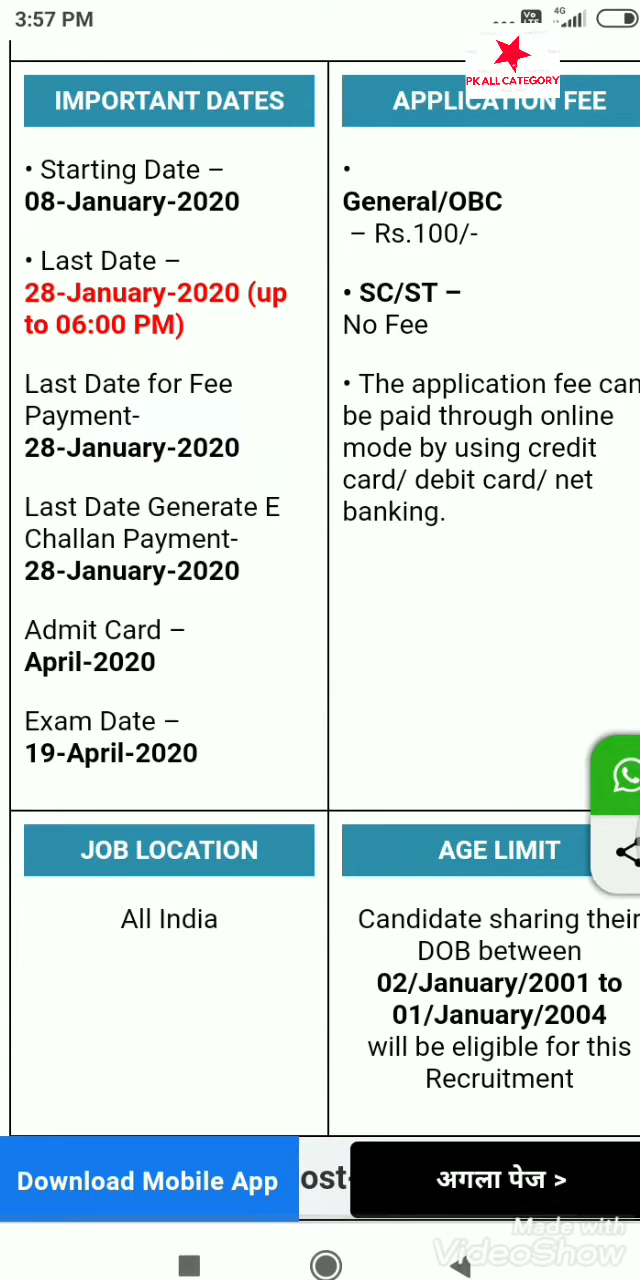 3:57 PM
4G
Vo
LTE
PK ALL CATEGORY
IMPORTANT DATES
• Starting Date –
08-January-2020
• Last Date –
28-January-2020 (up
to 06:00 PM)
Last Date for Fee
Payment-
28-January-2020
Last Date Generate E
Challan Payment-
28-January-2020
Admit Card –
April-2020
Exam Date –
19-April-2020
APPLICATION FEE
•
General/OBC
– Rs.100/-
• SC/ST –
No Fee
• The application fee can
be paid through online
mode by using credit
card/ debit card/ net
banking.
JOB LOCATION
All India
AGE LIMIT
Candidate sharing their
DOB between
02/January/2001 to
01/January/2004
will be eligible for this
Recruitment
Download Mobile App
ost-
अगला पेज >
Made with
VideoShow